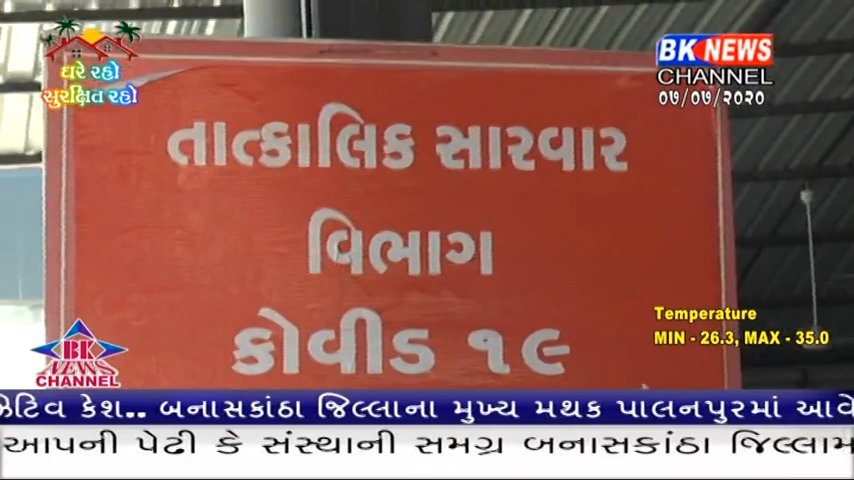 ઘરે રહો
સુરક્ષિત રહો
BK NEWS
CHANNEL
૦૭/૦૭/૨૦૨૦
તાત્કાલિક સારવાર
વિભાગ
કોવીડ ૧૯
Temperature
MIN - 26.3, MAX - 35.0
BK
NEWS
CHANNEL
કેશ.. બનાસકાંઠા જિલ્લાના મુખ્ય મથક પાલનપુરમાં
આપની પેઢી કે સંસ્થાની સમગ્ર બનાસકાંઠા